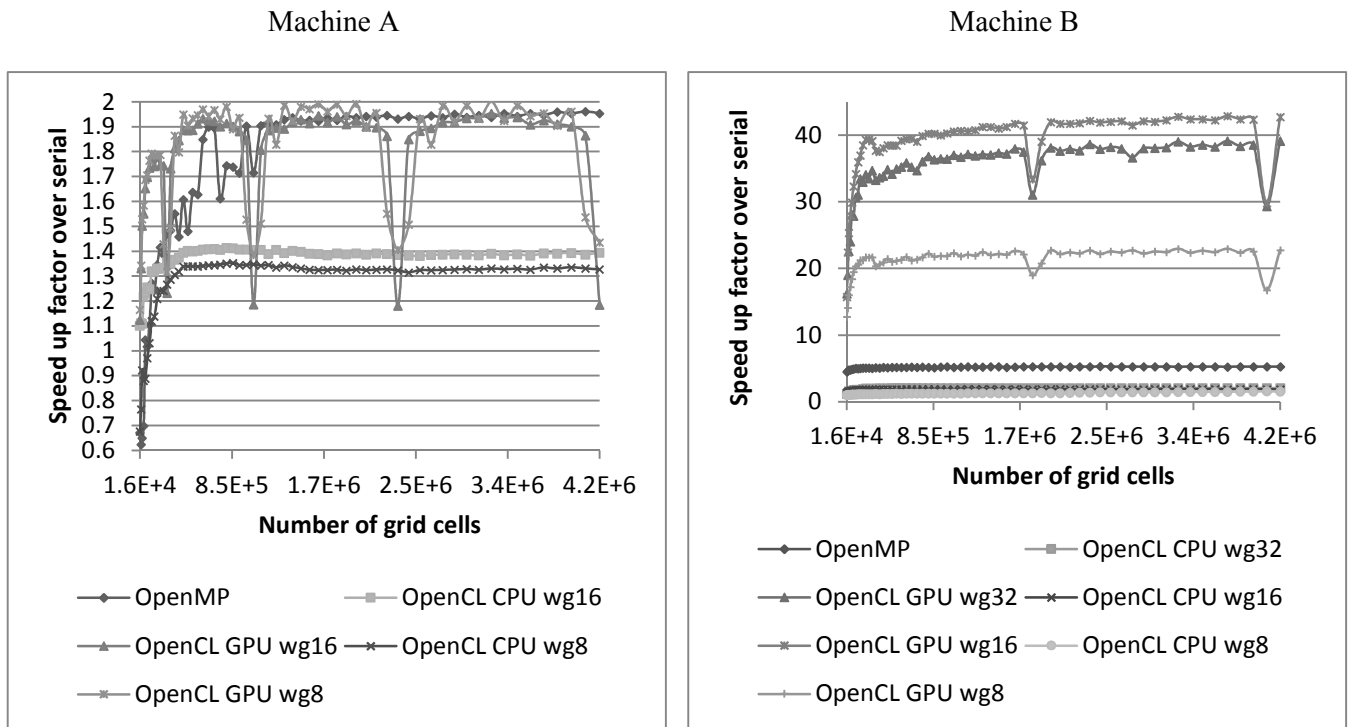 Machine A
Machine B
Speed up factor over serial
2
1.9
1.8
1.7
1.6
1.5
1.4
1.3
1.2
1.1
1
0.9
0.8
0.7
0.6
1.6E+4 8.5E+5 1.7E+6 2.5E+6 3.4E+6 4.2E+6
Number of grid cells
OpenMP OpenCL CPU wg16
OpenCL GPU wg16 OpenCL CPU wg8
OpenCL GPU wg8
Speed up factor over serial
40
30
20
10
0
1.6E+4 8.5E+5 1.7E+6 2.5E+6 3.4E+6 4.2E+6
Number of grid cells
OpenMP OpenCL CPU wg32
OpenCL GPU wg32 OpenCL CPU wg16
OpenCL GPU wg16 OpenCL CPU wg8
OpenCL GPU wg8